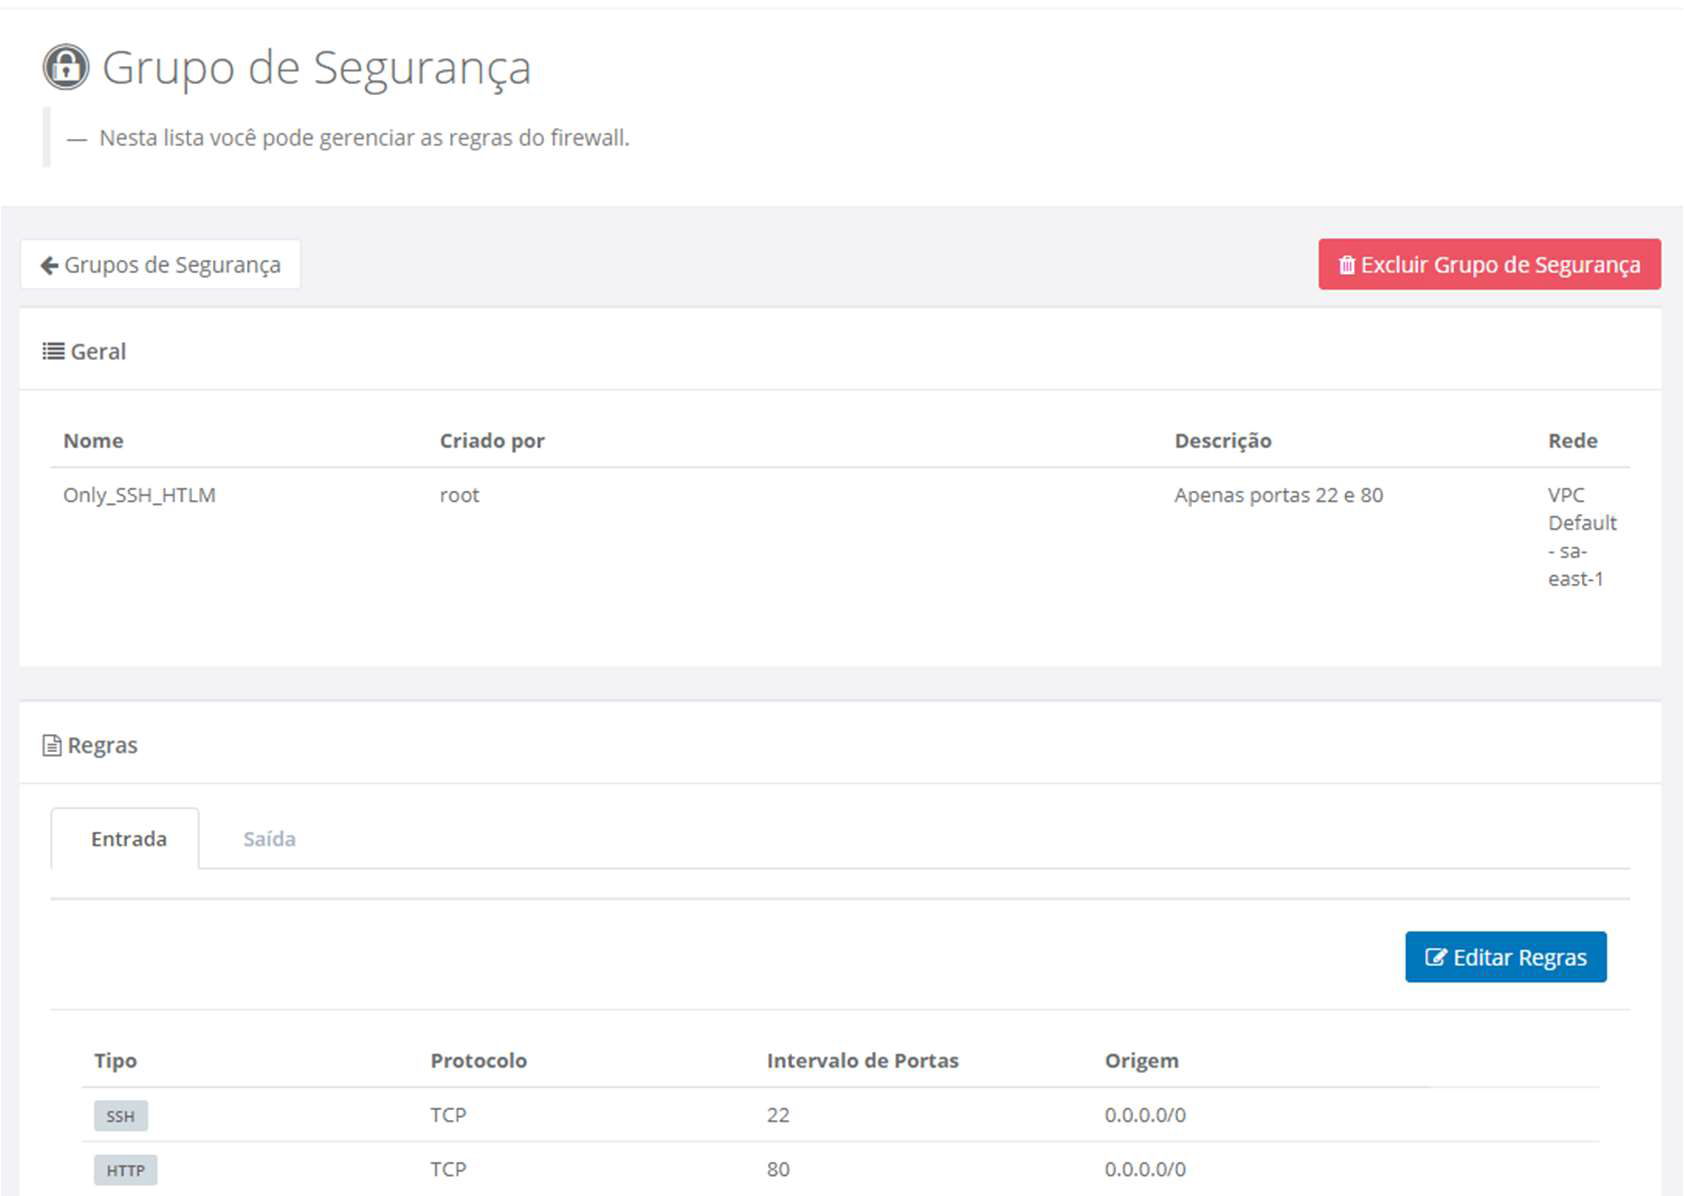 Grupo de Segurança
— Nesta lista você pode gerenciar as regras do firewall.
Grupos de Segurança
Excluir Grupo de Segurança
Geral
Nome Criado por Descrição Rede
Only_SSH_HTLM root Apenas portas 22 e 80 VPC
Default
- sa-
east-1
Regras
Entrada Saída
Editar Regras
Tipo Protocolo Intervalo de Portas Origem
SSH TCP 22 0.0.0.0/0
HTTP TCP 80 0.0.0.0/0